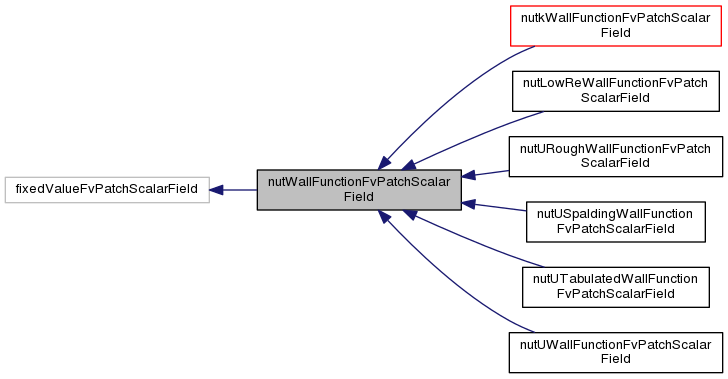 nutkWallFunctionFvPatchScalar
Field
nutLowReWallFunctionFvPatch
ScalarField
nutURoughWallFunctionFvPatch
ScalarField
fixedValueFvPatchScalarField
nutWallFunctionFvPatchScalar
Field
nutUSpaldingWallFunction
FvPatchScalarField
nutUTabulatedWallFunction
FvPatchScalarField
nutUWallFunctionFvPatchScalar
Field